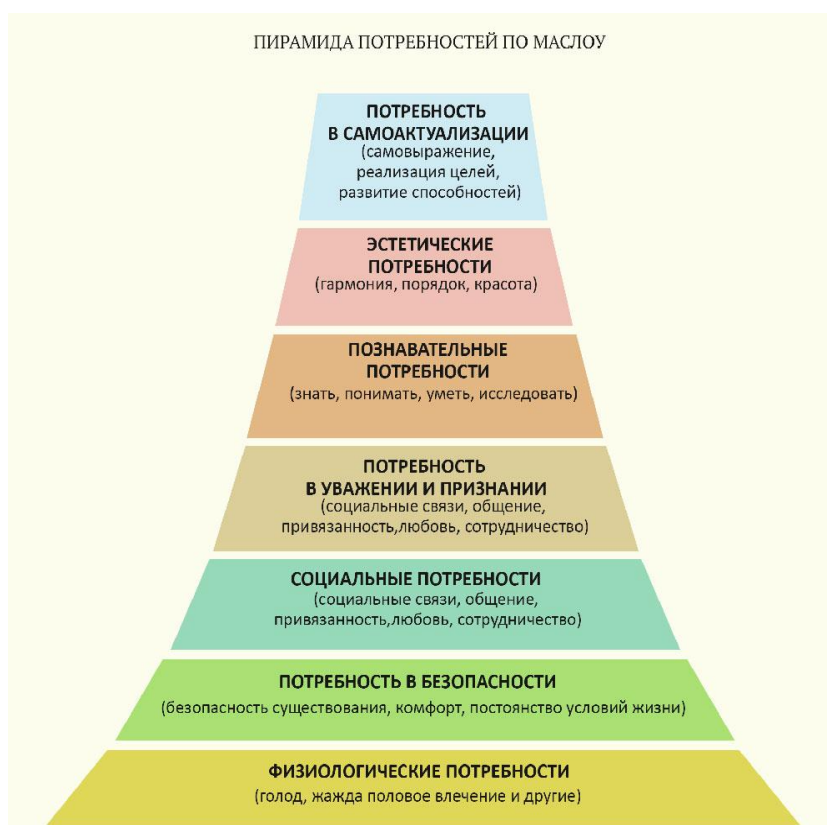 ПИРАМИДА ПОТРЕБНОСТЕЙ ПО МАСЛОУ
ПОТРЕБНОСТЬ
В САМОАКТУАЛИЗАЦИИ
(самовыражение,
реализация целей,
развитие способностей)
ЭСТЕТИЧЕСКИЕ
ПОТРЕБНОСТИ
(гармония, порядок, красота)
ПОЗНАВАТЕЛЬНЫЕ
ПОТРЕБНОСТИ
(знать, понимать, уметь, исследовать)
ПОТРЕБНОСТЬ
В УВАЖЕНИИ И ПРИЗНАНИИ
(социальные связи, общение,
привязанность,любовь, сотрудничество)
СОЦИАЛЬНЫЕ ПОТРЕБНОСТИ
(социальные связи, общение,
привязанность,любовь, сотрудничество)
ПОТРЕБНОСТЬ В БЕЗОПАСНОСТИ
(безопасность существования, комфорт, постоянство условий жизни)
ФИЗИОЛОГИЧЕСКИЕ ПОТРЕБНОСТИ
(голод, жажда половое влечение и другие)